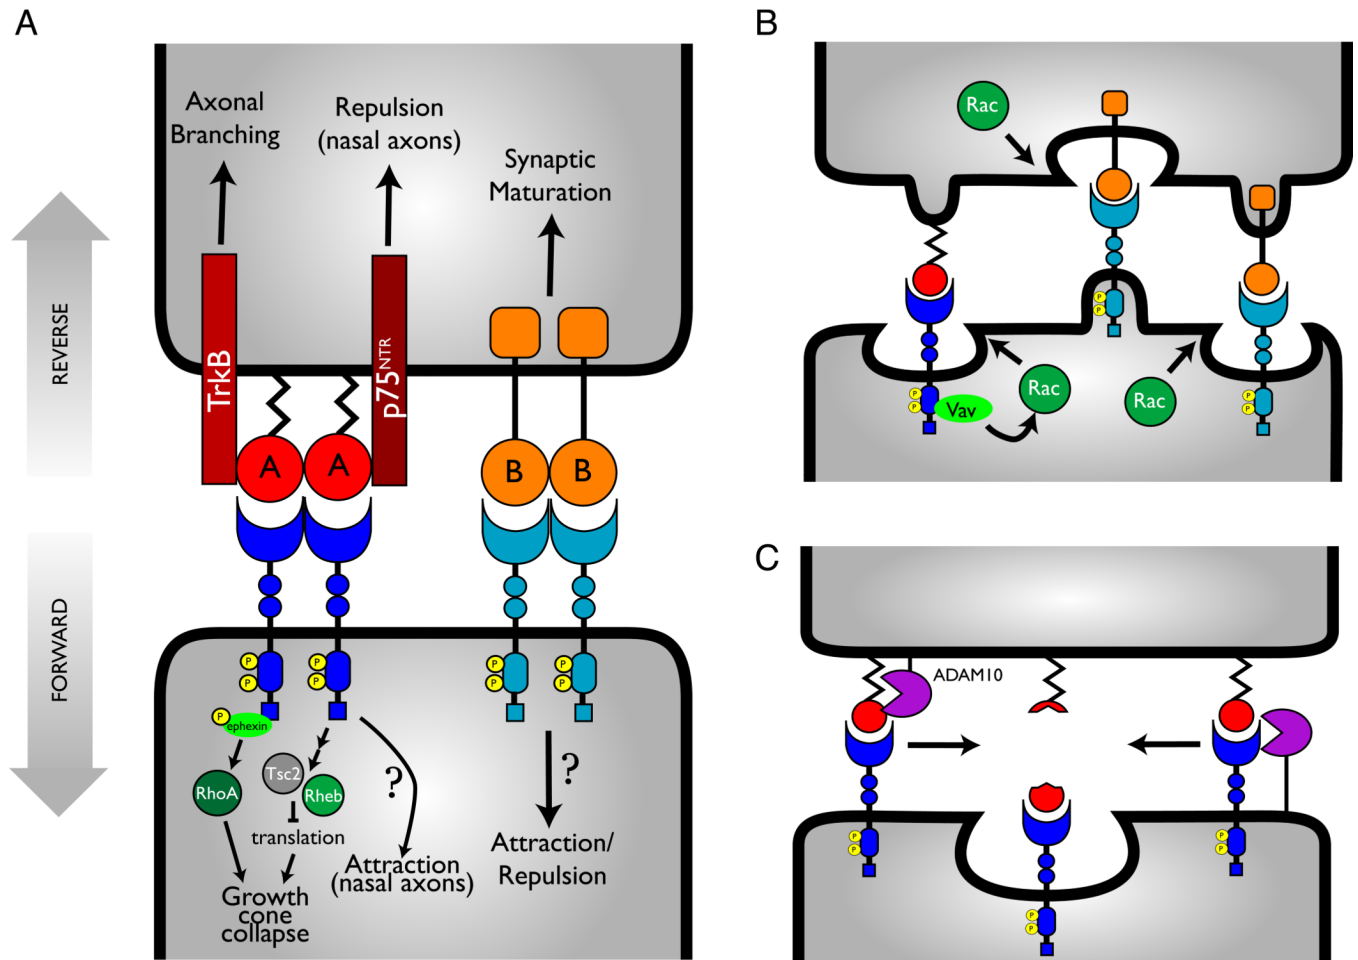 A
Axonal
Branching
Repulsion
(nasal axons)
Synaptic
Maturation
REVERSE
FORWARD
TrkB
p75NTR
A
A
B
B
P
P
P
P
P
P
P
P
P
ephexin
RhoA
Tsc2
Rheb
translation
Growth
cone
collapse
?
Attraction
(nasal axons)
?
Attraction/
Repulsion
B
Rac
P
P
P
P
Vav
Rac
Rac
P
P
C
ADAM10
P
P
P
P
P
P